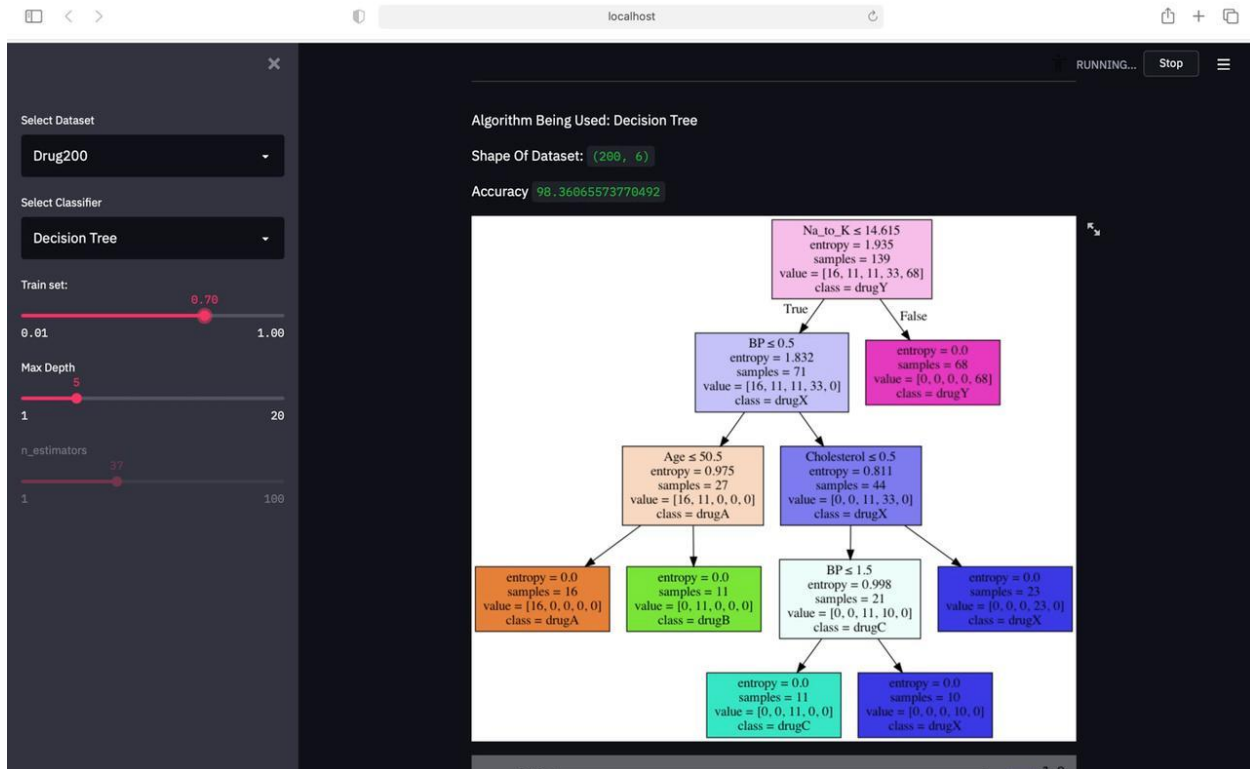 localhost
RUNNING...
Stop
Select Dataset
Drug200
Select Classifier
Decision Tree
Train set:
0.70
0.01
1.00
Max Depth
5
1
20
n_estimators
37
1
100
Algorithm Being Used: Decision Tree
Shape Of Dataset: (200, 6)
Accuracy 98.36065573770492
Na_to_K ≤ 14.615
entropy = 1.935
samples = 139
value = [16, 11, 11, 33, 68]
class = drugY
True
False
BP ≤ 0.5
entropy = 1.832
samples = 71
value = [16, 11, 11, 33, 0]
class = drugX
entropy = 0.0
samples = 68
value = [0, 0, 0, 0, 68]
class = drugY
Age ≤ 50.5
entropy = 0.975
samples = 27
value = [16, 11, 0, 0, 0]
class = drugA
Cholesterol ≤ 0.5
entropy = 0.811
samples = 44
value = [0, 0, 11, 33, 0]
class = drugX
entropy = 0.0
samples = 16
value = [16, 0, 0, 0, 0]
class = drugA
entropy = 0.0
samples = 11
value = [0, 11, 0, 0, 0]
class = drugB
BP ≤ 1.5
entropy = 0.998
samples = 21
value = [0, 0, 11, 10, 0]
class = drugC
entropy = 0.0
samples = 23
value = [0, 0, 0, 23, 0]
class = drugX
entropy = 0.0
samples = 11
value = [0, 0, 11, 0, 0]
class = drugC
entropy = 0.0
samples = 10
value = [0, 0, 0, 10, 0]
class = drugX